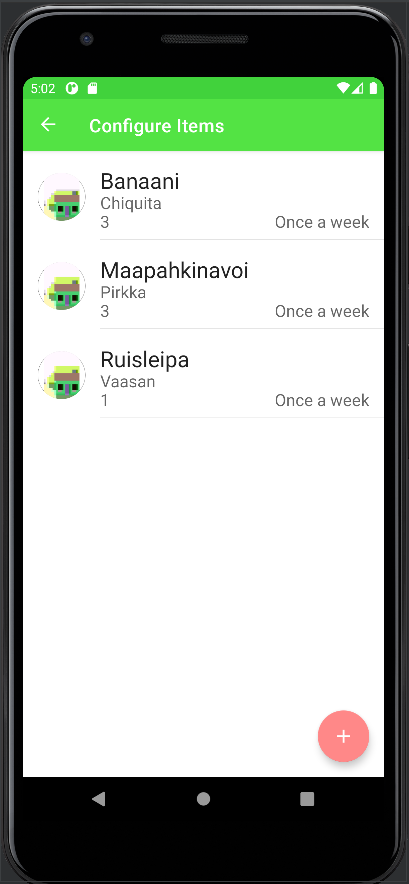 5:02
Configure Items
Banaani
Chiquita
3 Once a week
Maapahkinavoi
Pirkka
3 Once a week
Ruisleipa
Vaasan
1 Once a week
+